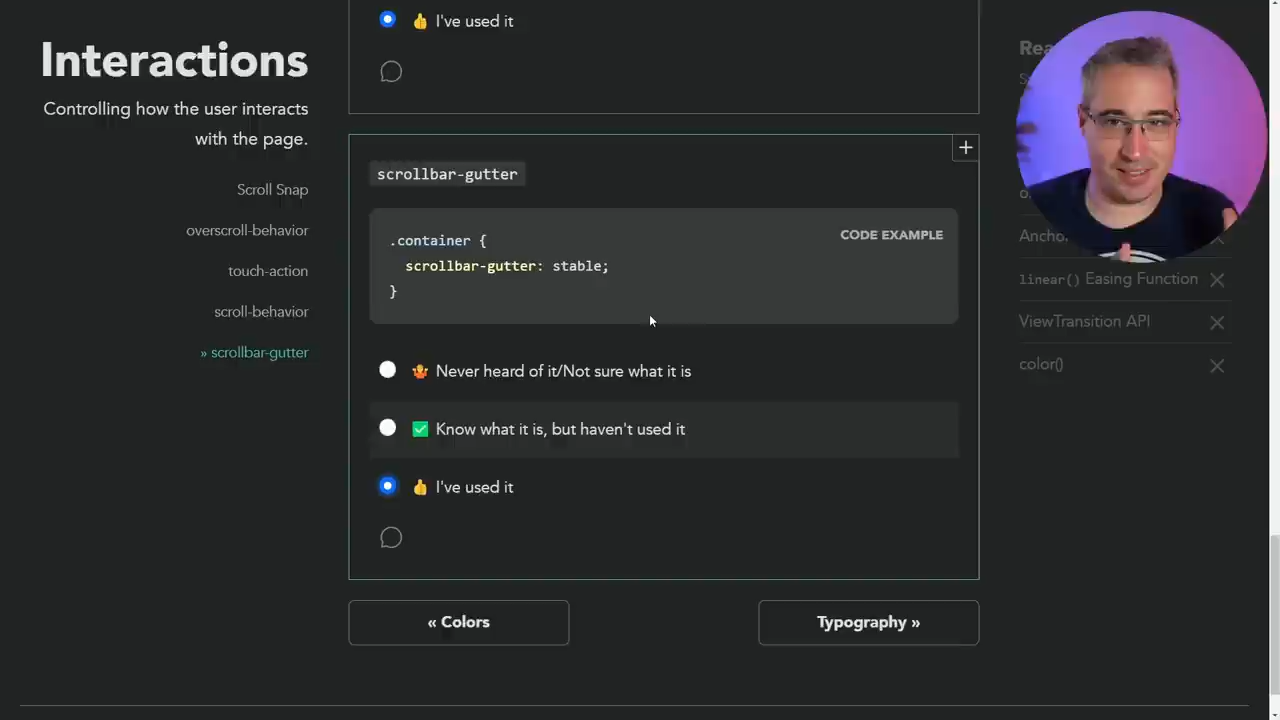 Interactions
Controlling how the user interacts
with the page.
Scroll Snap
overscroll-behavior
touch-action
scroll-behavior
» scrollbar-gutter
👍 I've used it
+
scrollbar-gutter
CODE EXAMPLE
.container {
scrollbar-gutter: stable;
}
🤷 Never heard of it/Not sure what it is
✅ Know what it is, but haven't used it
👍 I've used it
« Colors
Typography »
linear() Easing Function
ViewTransition API
color()